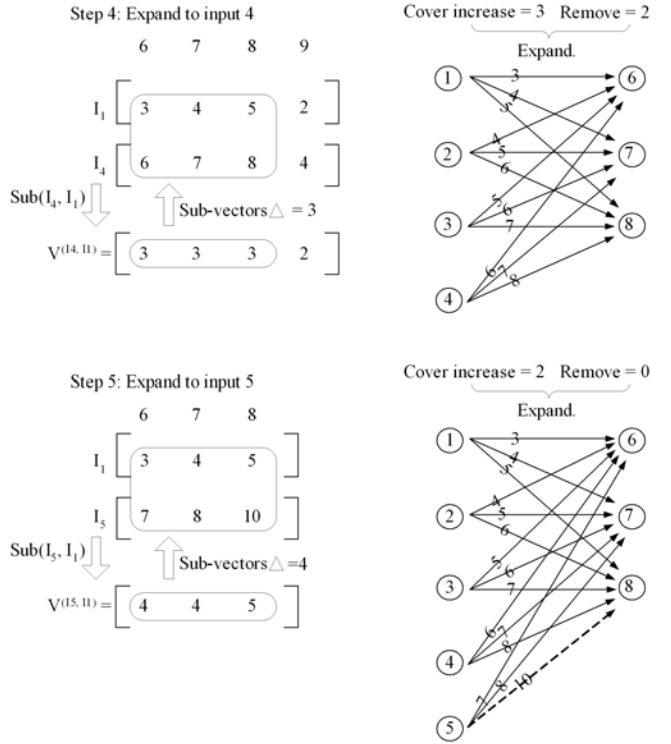 Step 4: Expand to input 4
6 7 8 9
I1 3 4 5 2
I4 6 7 8 4
Sub(I4, I1)
Sub-vectors△ = 3
V(I4, I1) = 3 3 3 2
Cover increase = 3 Remove = 2
Expand.
1 3 6
4
5
2 4
5 7
6
3 5
6
7 8
4 6 7
8
Step 5: Expand to input 5
6 7 8
I1 3 4 5
I5 7 8 10
Sub(I5, I1)
Sub-vectors△=4
V(I5, I1) = 4 4 5
Cover increase = 2 Remove = 0
Expand.
1 3 6
4
5
2 4
5 7
6
3 5
6
7 8
4 6 7
8
5 7 8 10